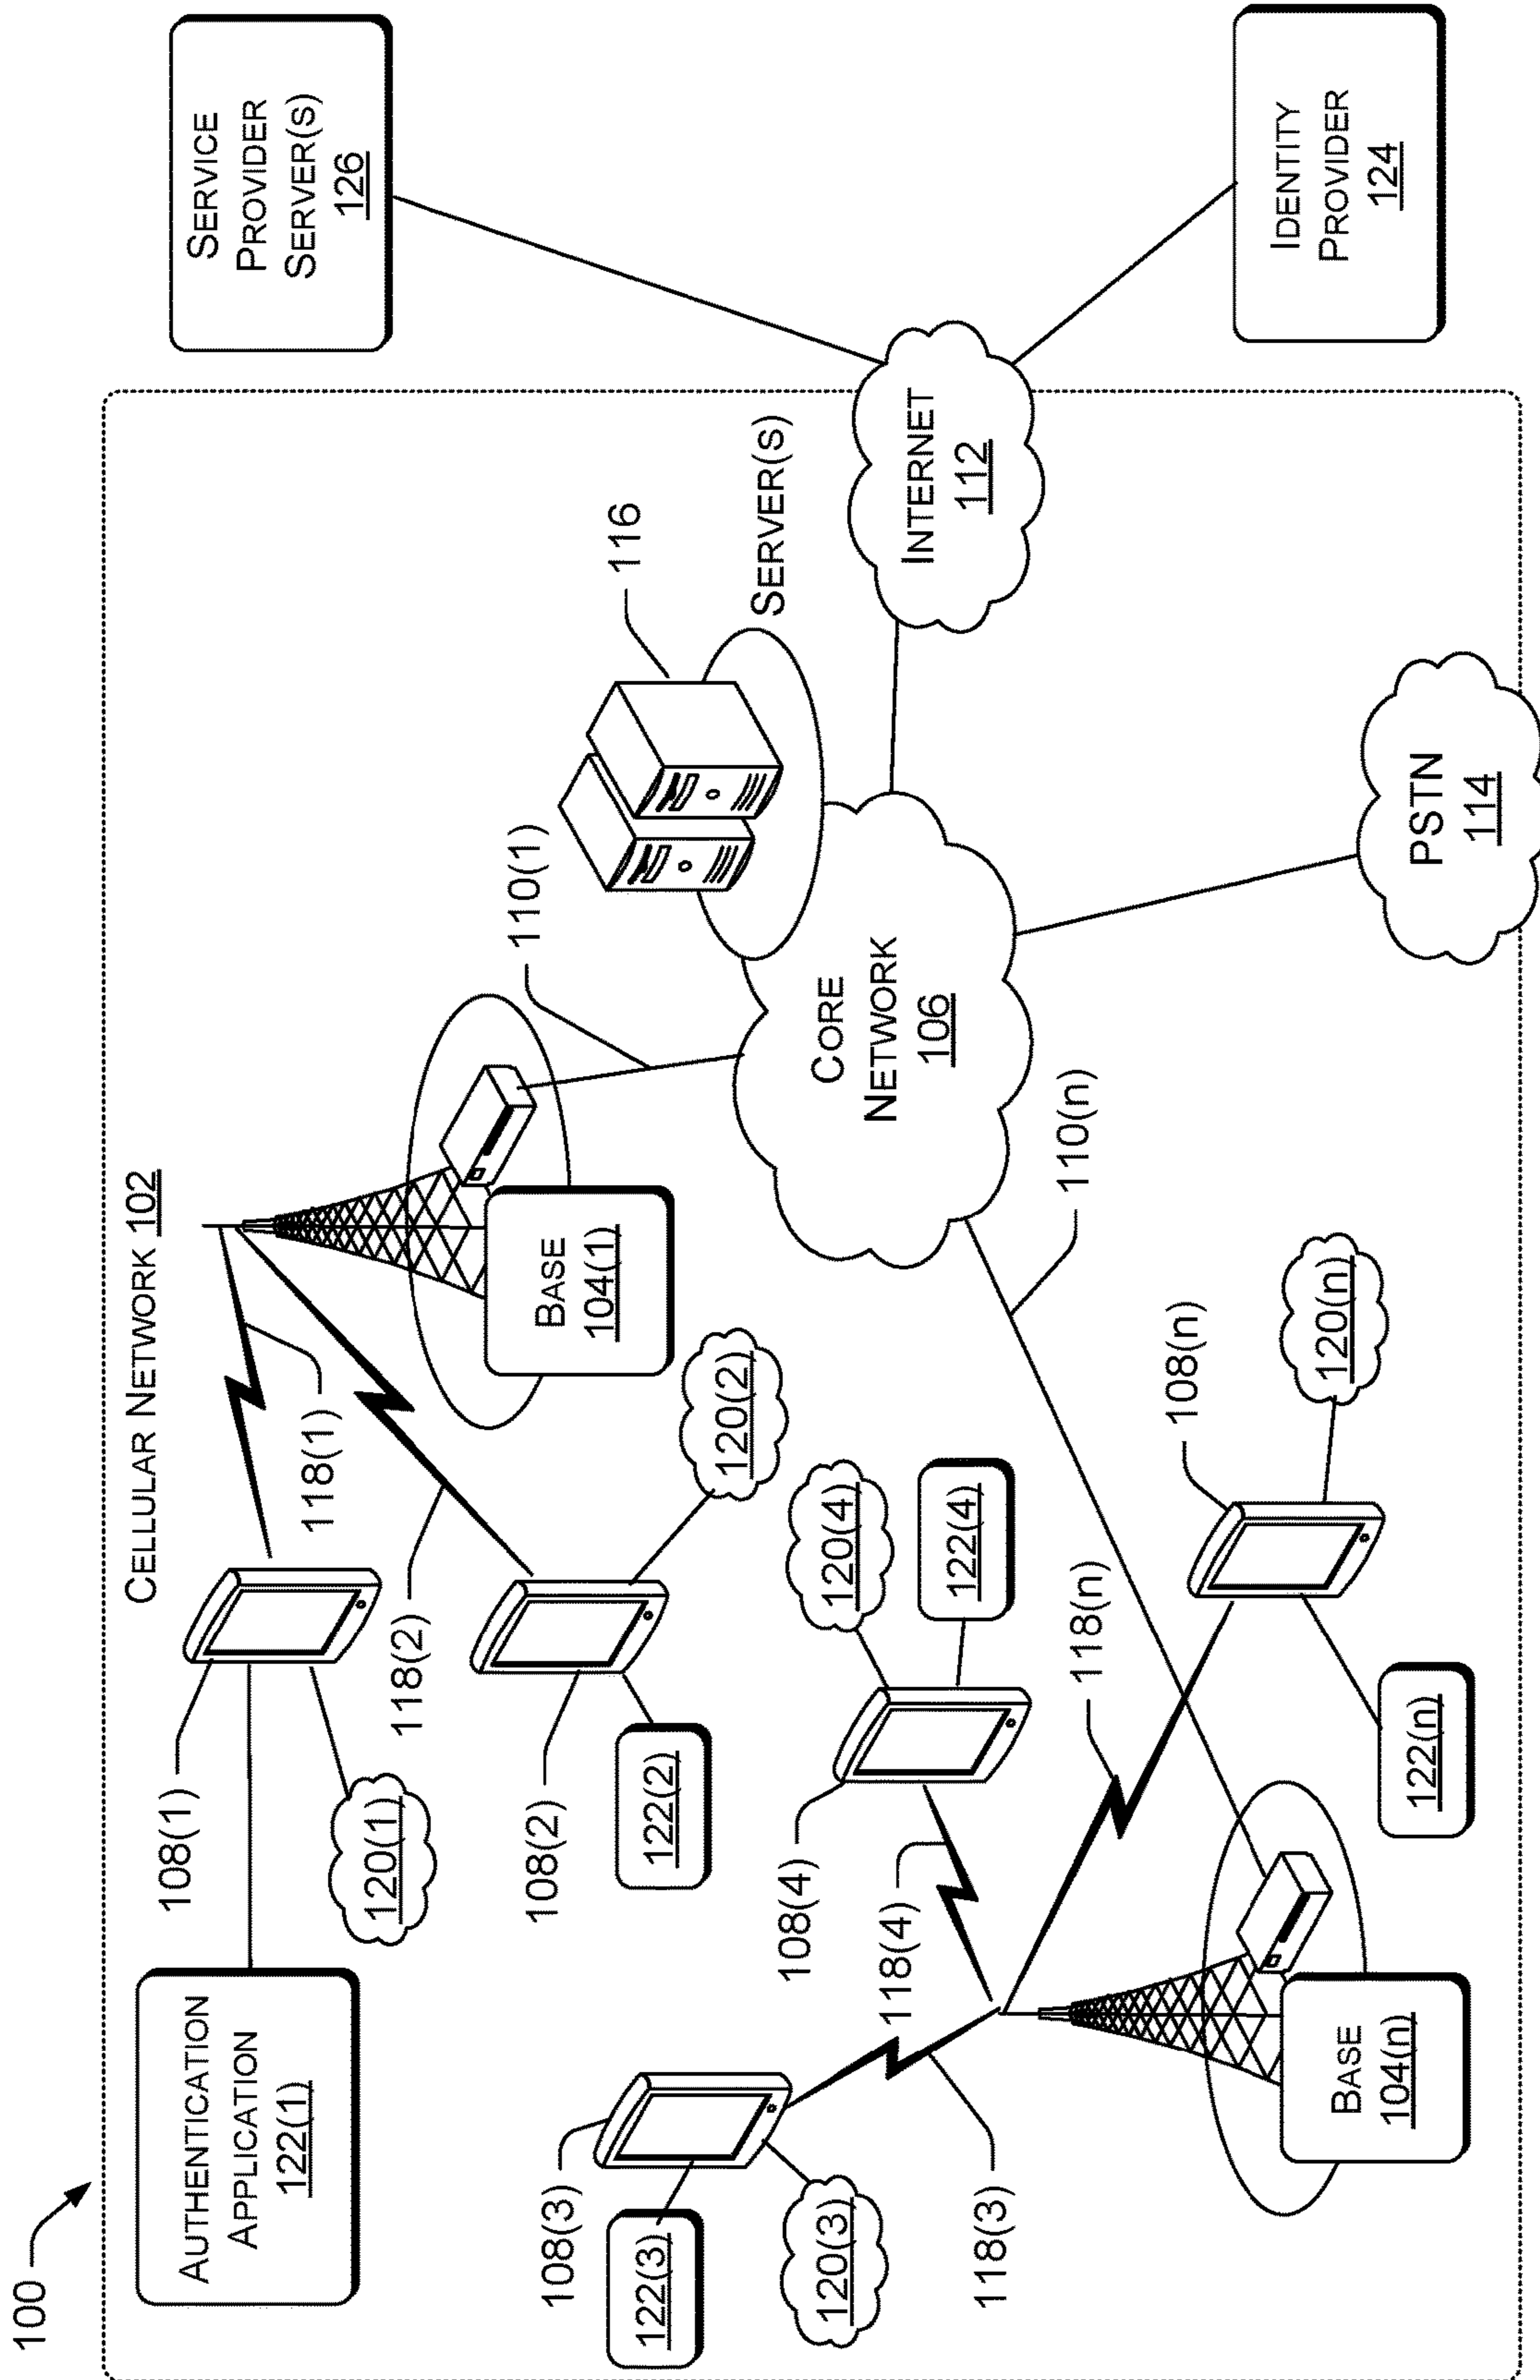 100
AUTHENTICATION
APPLICATION
122(1)
CELLULAR NETWORK 102
SERVICE
PROVIDER
SERVER(S)
126
108(1)
120(1)
118(1)
118(2)
108(2)
122(2)
120(2)
BASE
104(1)
110(1)
116
SERVER(S)
108(3)
122(3)
120(3)
118(3)
108(4)
120(4)
122(4)
118(4)
CORE
NETWORK
106
INTERNET
112
110(n)
118(n)
108(n)
120(n)
122(n)
BASE
104(n)
PSTN
114
IDENTITY
PROVIDER
124